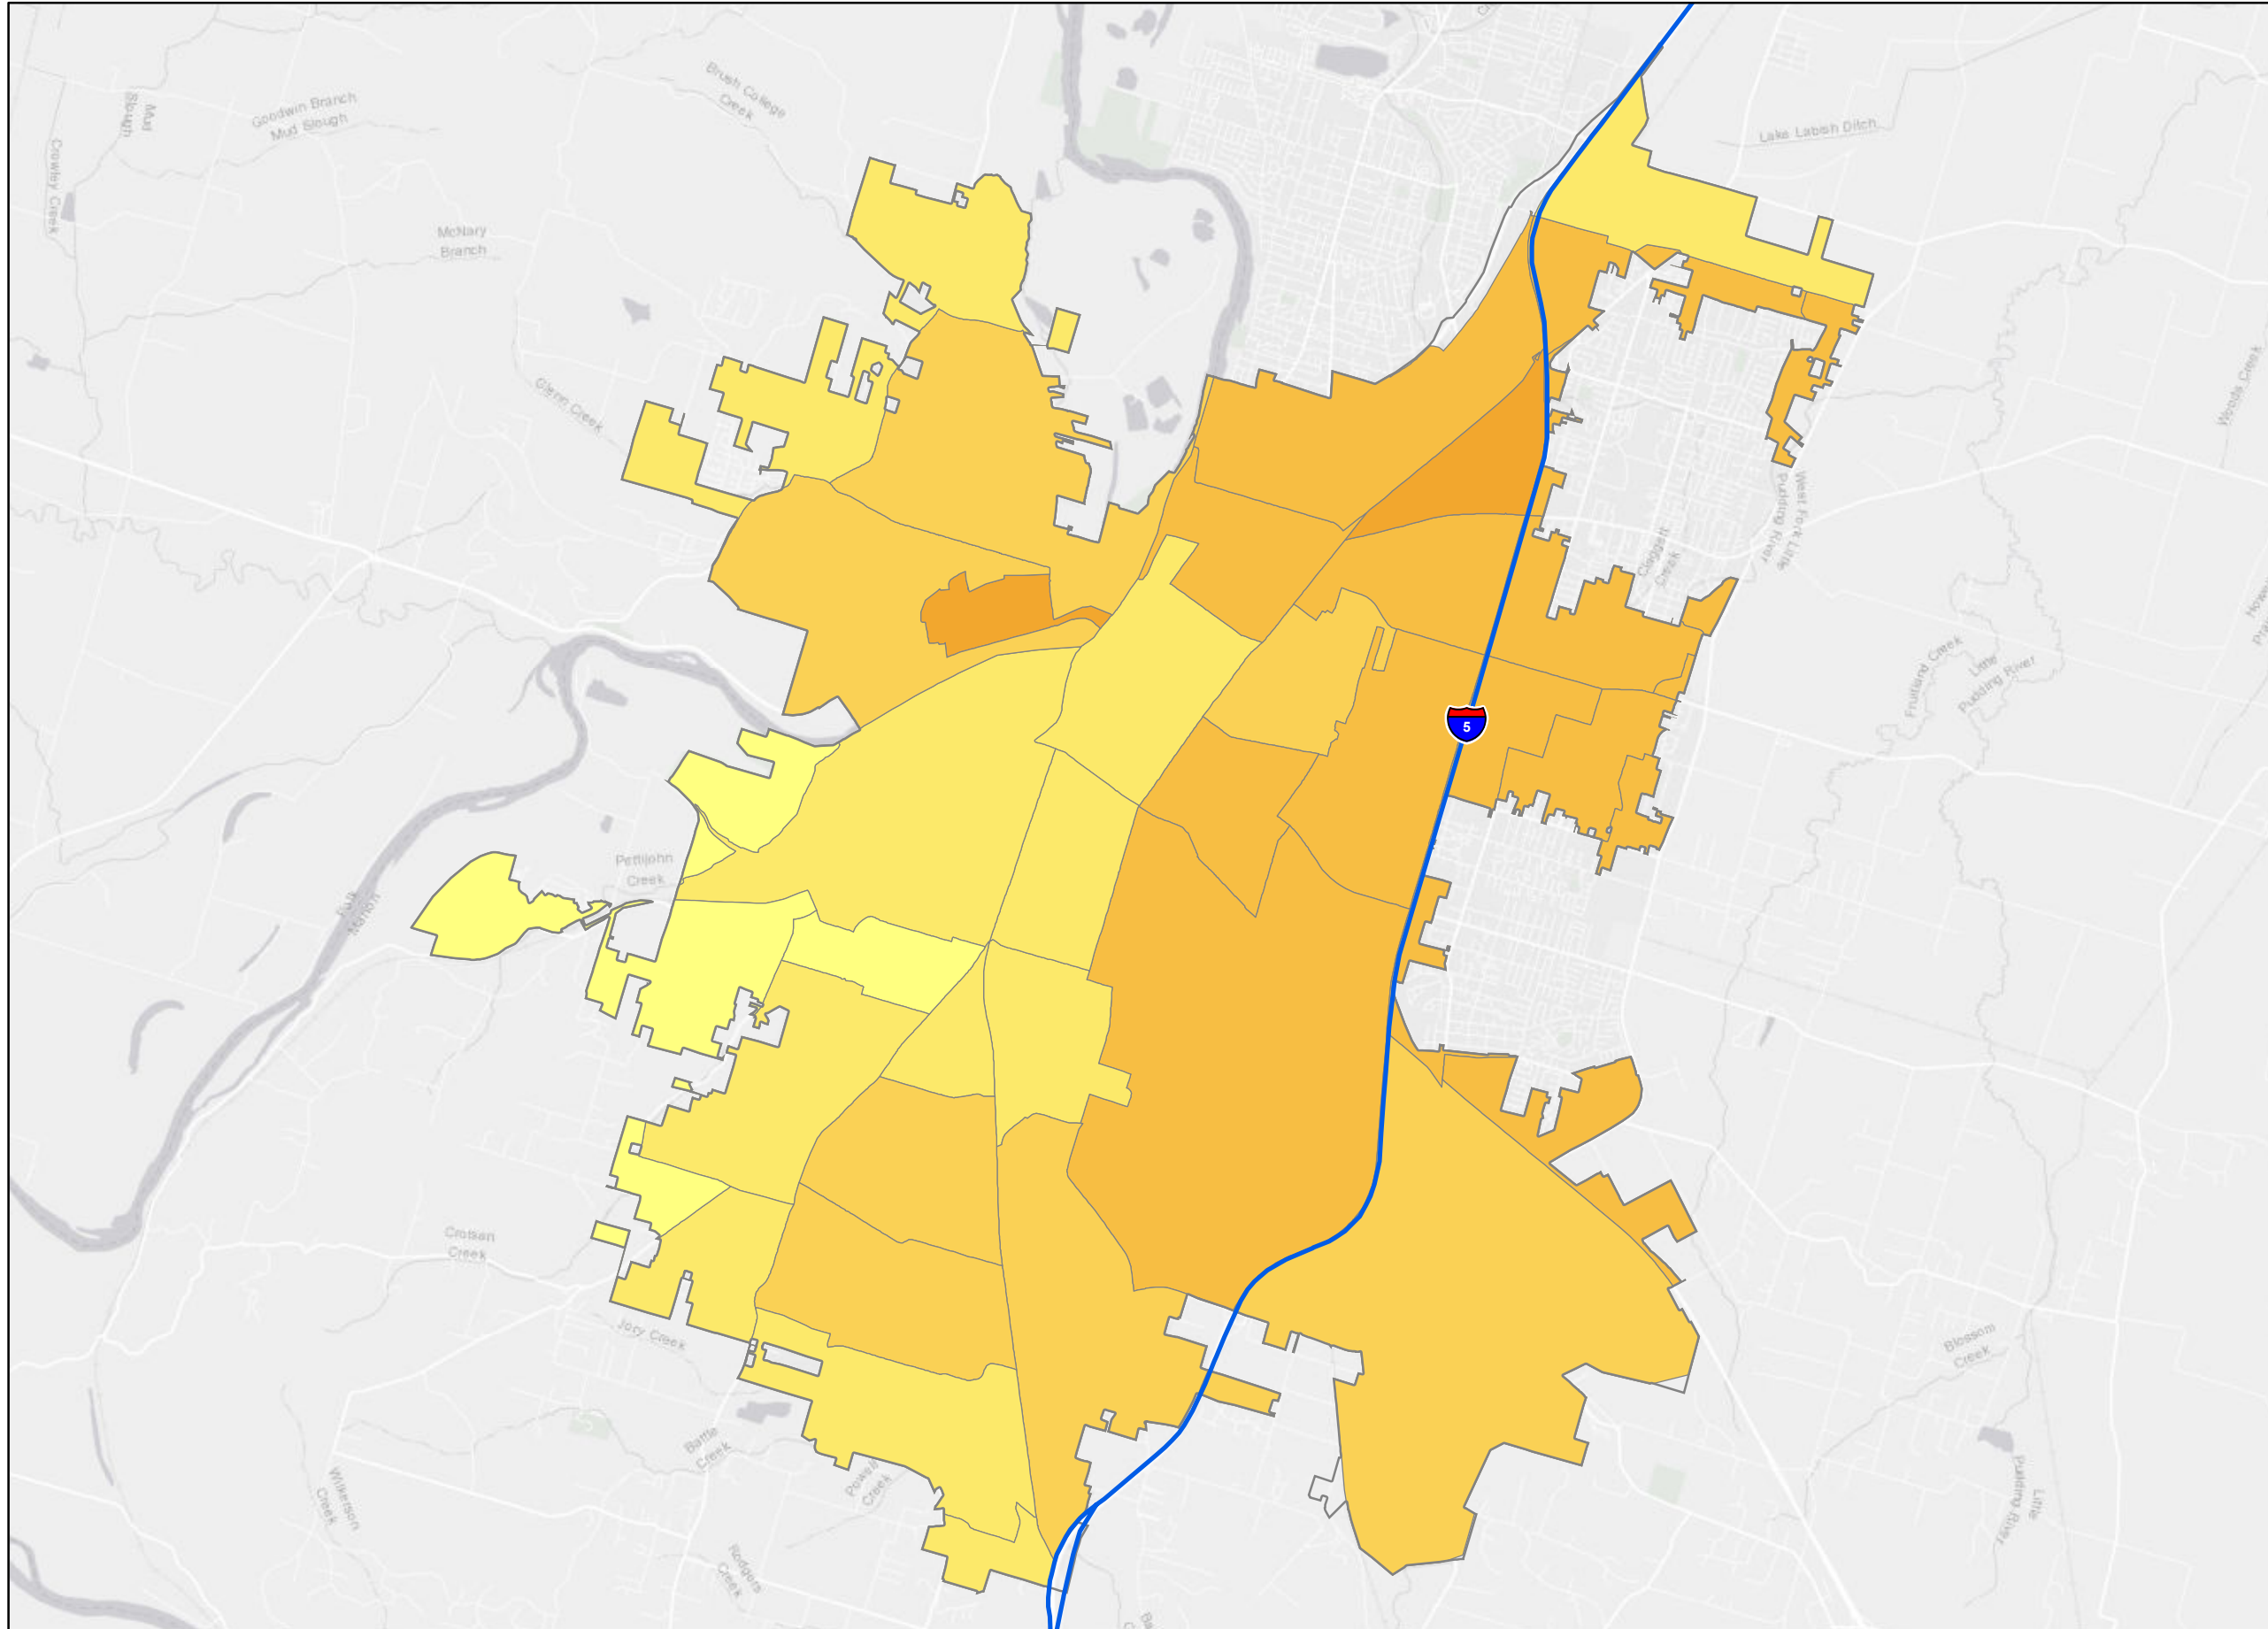 Brush College
Creek
Goodwin Branch
Mud Slough
Mud
Slough
Crowley Creek
Lake Labish Ditch
McNary
Branch
Glenn Creek
Woods Creek
West Fork Little
Pudding River
Claggett
Creek
Fruitland Creek
Little
Pudding River
5
Pettijohn
Creek
Croisan
Creek
Jory Creek
Battle
Creek
Powell
Creek
Wilkerson
Creek
Rodgers
Creek
Blossom
Creek
Little
Pudding River